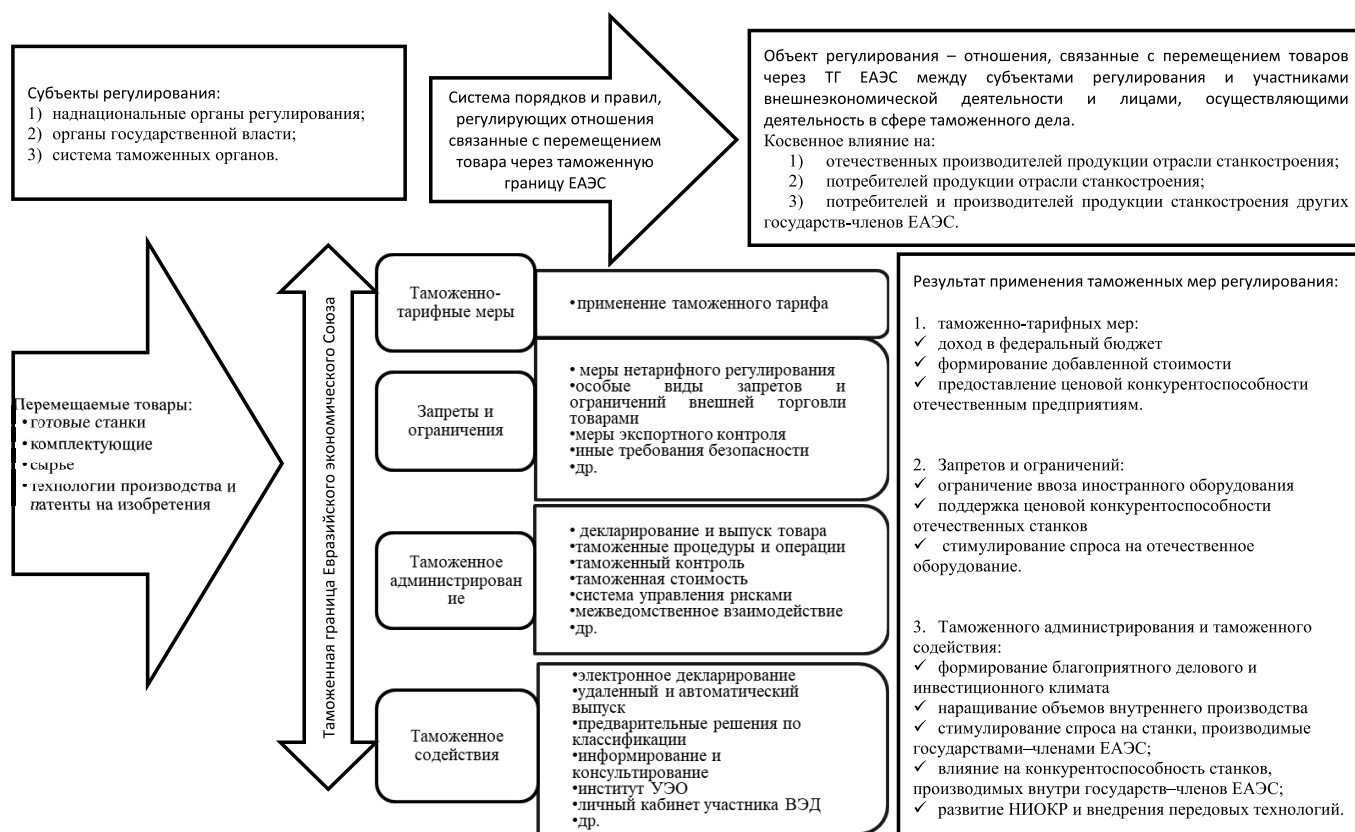 Субъекты регулирования:
1) наднациональные органы регулирования;
2) органы государственной власти;
3) система таможенных органов.
Система порядков и правил,
регулирующих отношения
связанные с перемещением
товара через таможенную
границу ЕАЭС
Объект регулирования – отношения, связанные с перемещением товаров
через ТГ ЕАЭС между субъектами регулирования и участниками
внешнеэкономической деятельности и лицами, осуществляющими
деятельность в сфере таможенного дела.
Косвенное влияние на:
1) отечественных производителей продукции отрасли станкостроения;
2) потребителей продукции отрасли станкостроения;
3) потребителей и производителей продукции станкостроения других
государств-членов ЕАЭС.
Перемещаемые товары:
• готовые станки
• комплектующие
• сырье
• технологии производства и
патенты на изобретения
Таможенная граница Евразийского экономического Союза
Таможенно-
тарифные меры
•применение таможенного тарифа
Запреты и
ограничения
• меры нетарифного регулирования
•особые виды запретов и
ограничений внешней торговли
товарами
•меры экспортного контроля
•иные требования безопасности
•др.
Таможенное
администрирован
ие
• декларирование и выпуск товара
•таможенные процедуры и операции
•таможенный контроль
•таможенная стоимость
•система управления рисками
•межведомственное взаимодействие
•др.
Таможенное
содействия
•электронное декларирование
•удаленный и автоматический
выпуск
•предварительные решения по
классификации
•информирование и
консультирование
•институт УЭО
•личный кабинет участника ВЭД
•др.
Результат применения таможенных мер регулирования:
1. таможенно-тарифных мер:
✓ доход в федеральный бюджет
✓ формирование добавленной стоимости
✓ предоставление ценовой конкурентоспособности
отечественным предприятиям.
2. Запретов и ограничений:
✓ ограничение ввоза иностранного оборудования
✓ поддержка ценовой конкурентоспособности
отечественных станков
✓ стимулирование спроса на отечественное
оборудование.
3. Таможенного администрирования и таможенного
содействия:
✓ формирование благоприятного делового и
инвестиционного климата
✓ наращивание объемов внутреннего производства
✓ стимулирование спроса на станки, производимые
государствами–членами ЕАЭС;
✓ влияние на конкурентоспособность станков,
производимых внутри государств–членов ЕАЭС;
✓ развитие НИОКР и внедрения передовых технологий.